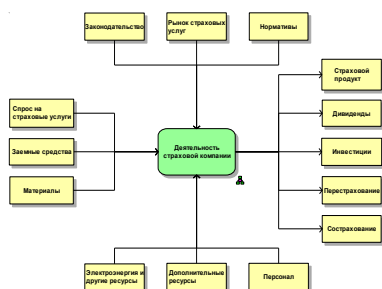 Законодательство
Рынок страховых
услуг
Нормативы
Страховой
продукт
Спрос на
страховые услуги
Дивиденды
Деятельность
страховой компании
Заемные средства
Инвестиции
Материалы
Перестрахование
Сострахование
Электроэнергия и
другие ресурсы
Дополнительные
ресурсы
Персонал